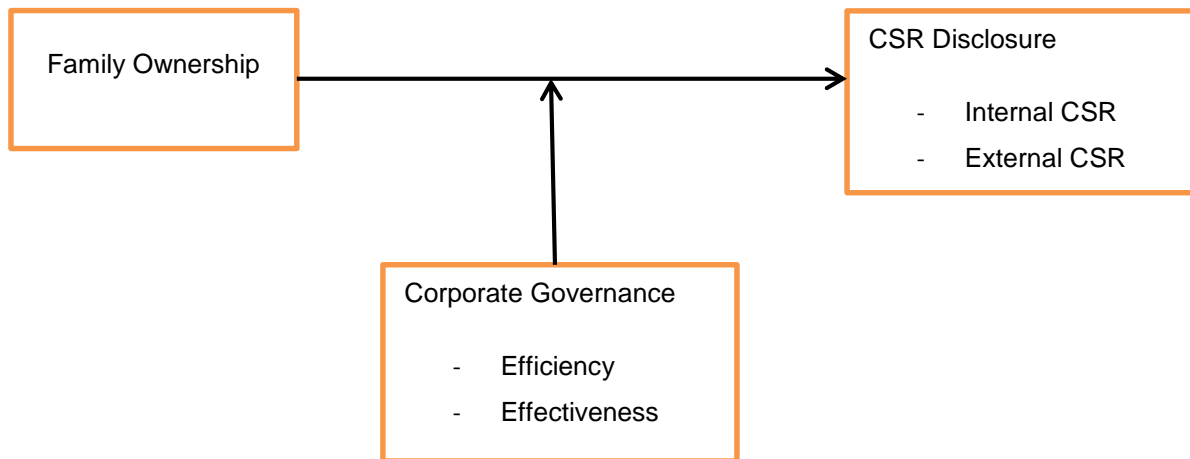 Family Ownership
CSR Disclosure
- Internal CSR
- External CSR
Corporate Governance
- Efficiency
- Effectiveness